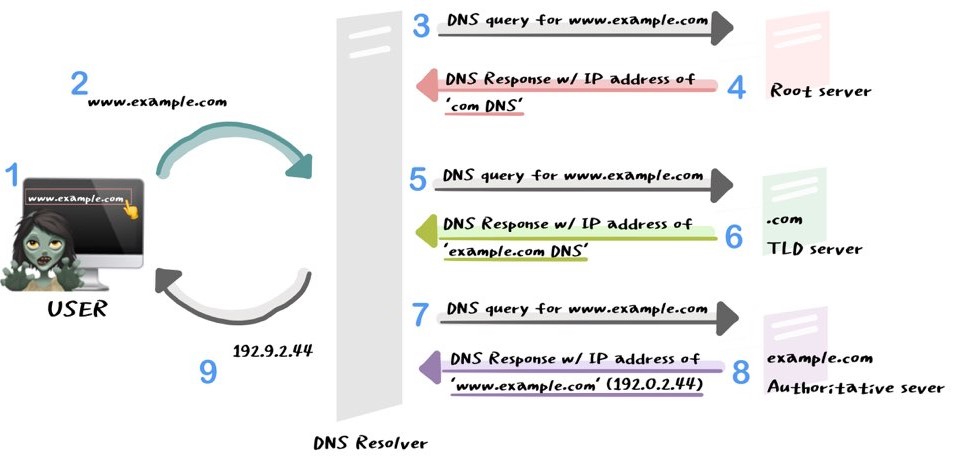 1
www.example.com
USER
2
www.example.com
9
192.9.2.44
DNS Resolver
3
DNS query for www.example.com
4
DNS Response w/ IP address of
'com DNS'
Root server
5
DNS query for www.example.com
6
DNS Response w/ IP address of
'example.com DNS'
.com
TLD server
7
DNS query for www.example.com
8
DNS Response w/ IP address of
'www.example.com' (192.0.2.44)
example.com
Authoritative sever